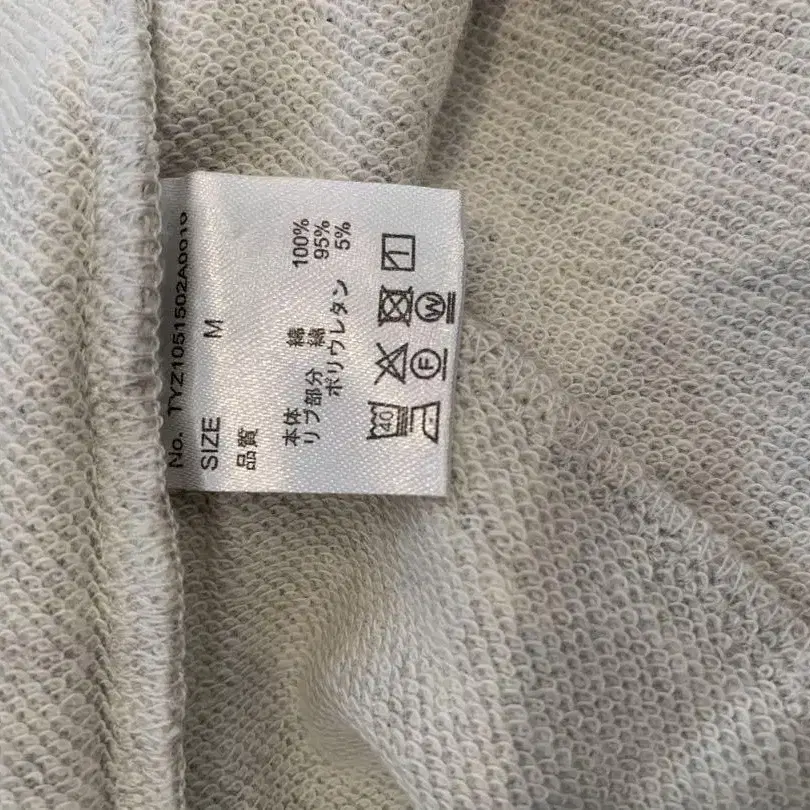 No. TYZ1051502A0010
SIZE M
品質
本体 綿 100%
リブ部分 綿 95%
ポリウレタン 5%
40
F W